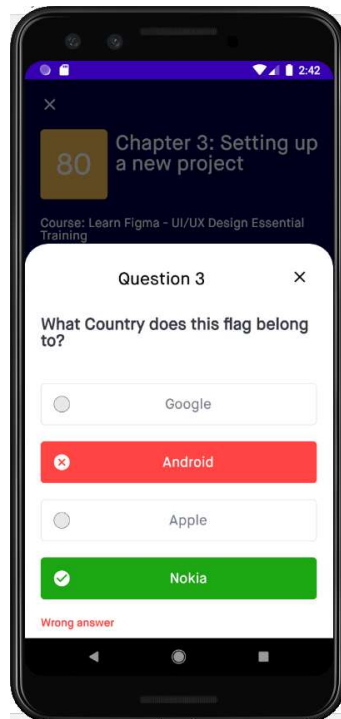 2:42
80
Chapter 3: Setting up
a new project
Course: Learn Figma - UI/UX Design Essential
Training
Question 3
What Country does this flag belong
to?
Google
Android
Apple
Nokia
Wrong answer